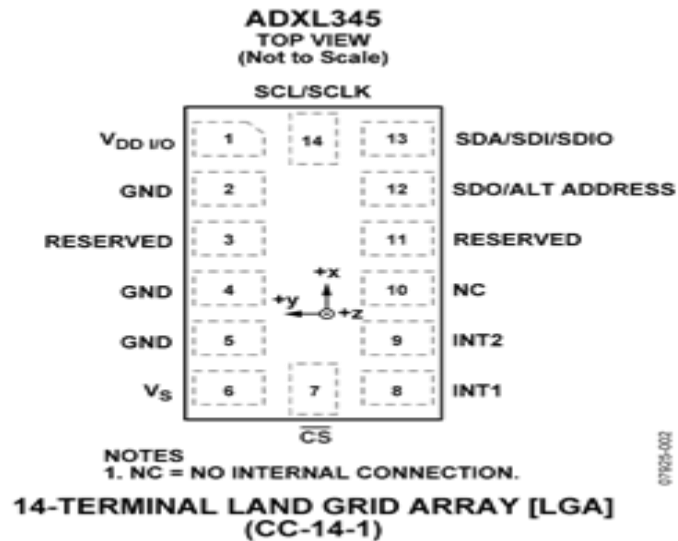 ADXL345
TOP VIEW
(Not to Scale)
SCL/SCLK
VDD I/O 1 14 13 SDA/SDI/SDIO
GND 2 12 SDO/ALT ADDRESS
RESERVED 3 11 RESERVED
+x
GND 4 +y +z 10 NC
GND 5 9 INT2
VS 6 7 8 INT1
CS
NOTES
1. NC = NO INTERNAL CONNECTION.
07925-002
14-TERMINAL LAND GRID ARRAY [LGA]
(CC-14-1)